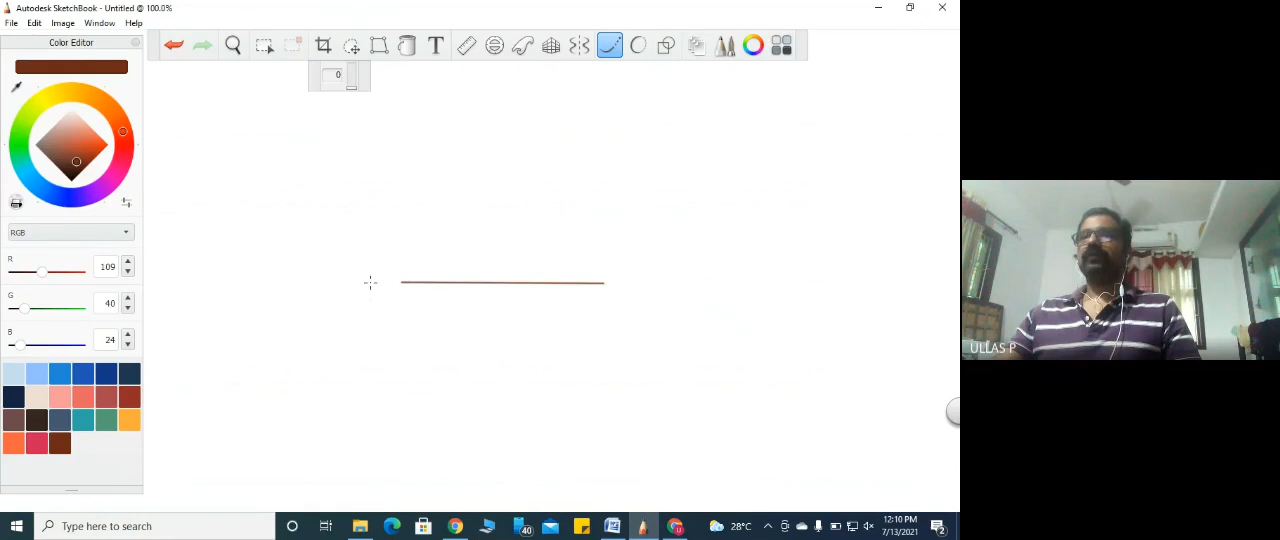 Autodesk SketchBook - Untitled @ 100.0%
File Edit Image Window Help
Color Editor
T
0
RGB
R
109
G
40
B
24
ULLAS P
Type here to search
40
28°C
12:10 PM
7/13/2021
2